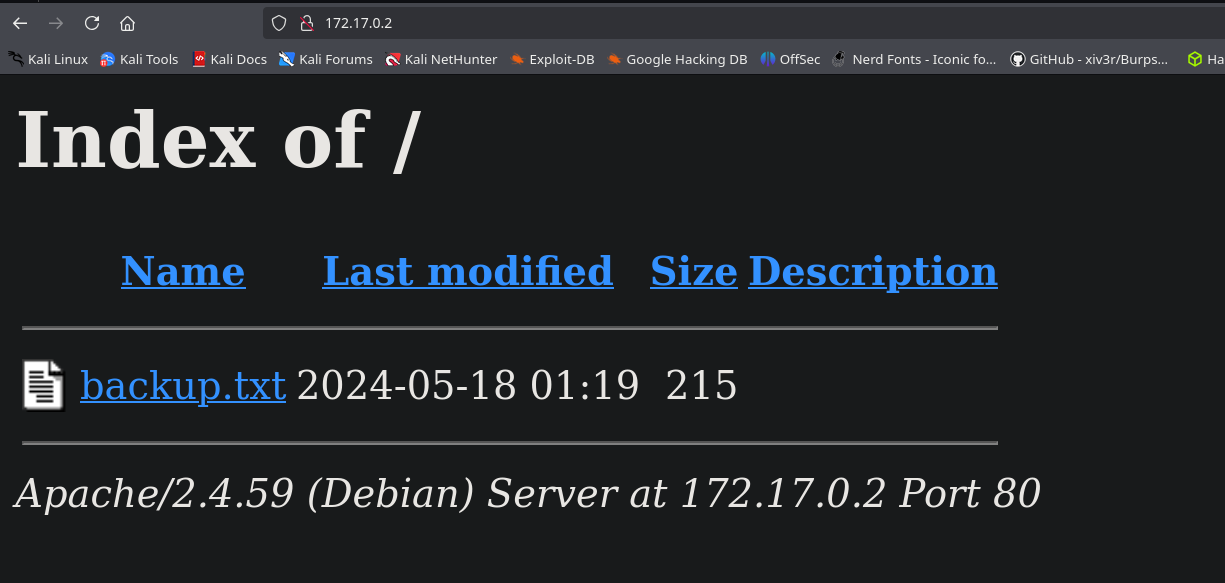 172.17.0.2
Kali Linux Kali Tools Kali Docs Kali Forums Kali NetHunter Exploit-DB Google Hacking DB OffSec Nerd Fonts - Iconic fo... GitHub - xiv3r/Burps... Ha
Index of /
Name Last modified Size Description
backup.txt 2024-05-18 01:19 215
Apache/2.4.59 (Debian) Server at 172.17.0.2 Port 80